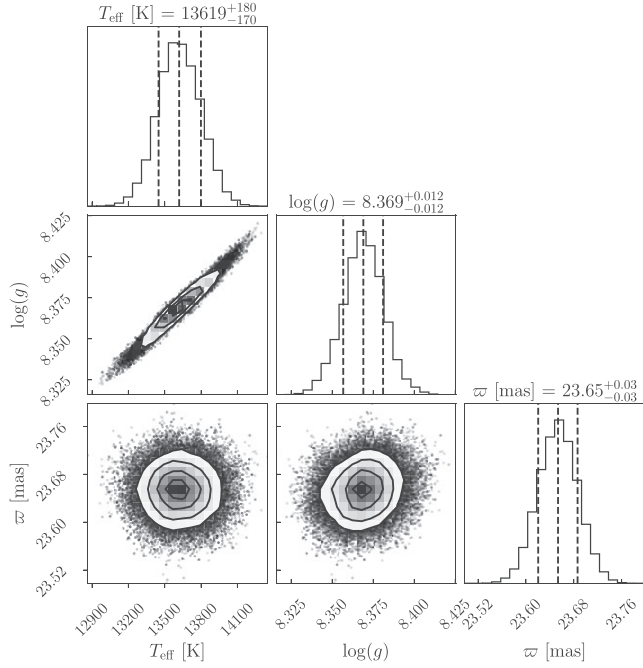 T_eff [K] = 13619^{+180}_{-170}
log(g) = 8.369^{+0.012}_{-0.012}
8.425
8.400
8.375
8.350
8.325
log(g)
ϖ [mas] = 23.65^{+0.03}_{-0.03}
23.76
23.68
23.60
23.52
ϖ [mas]
12900 13200 13500 13800 14100
8.325 8.350 8.375 8.400 8.425
23.52 23.60 23.68 23.76
T_eff [K] log(g) ϖ [mas]